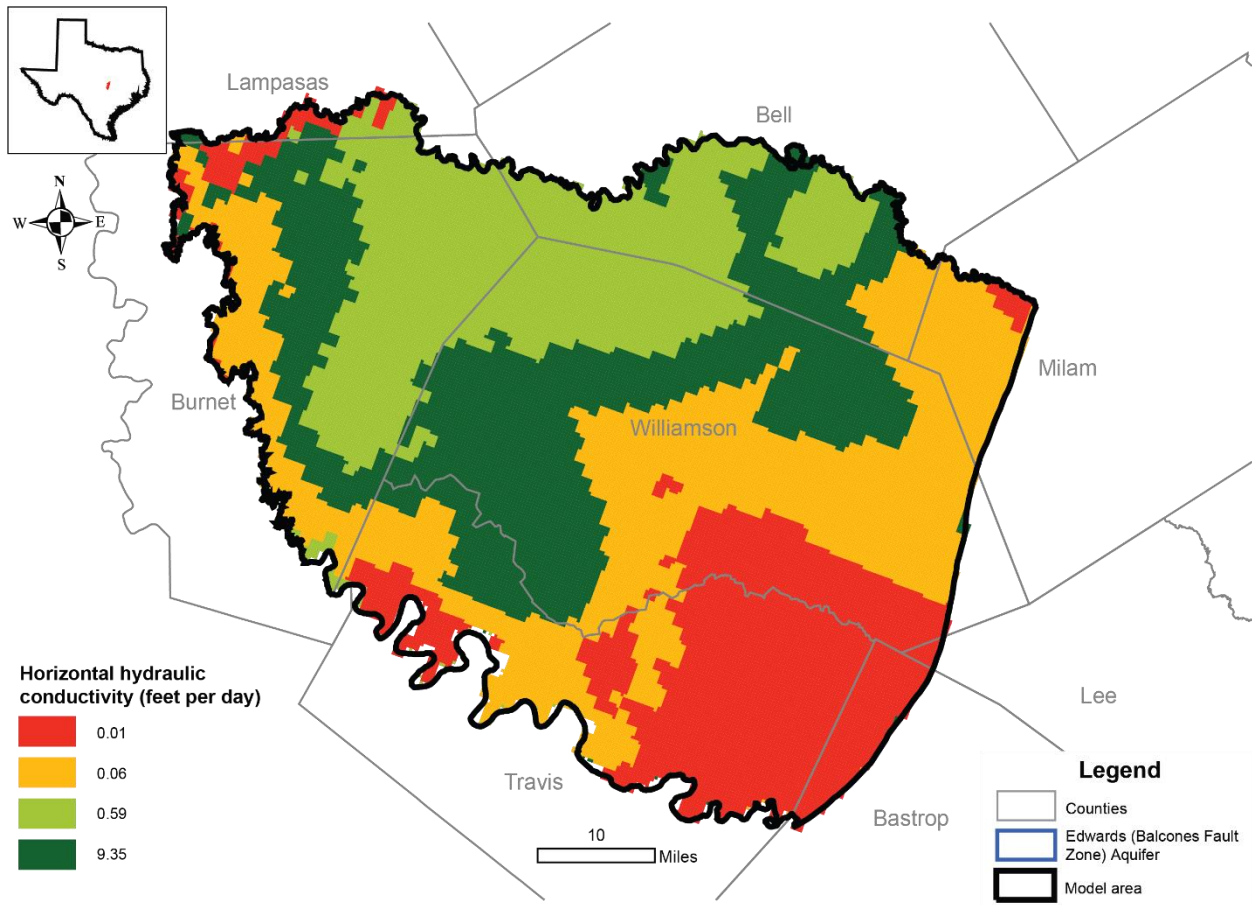 Lampasas
Bell
N
W
E
S
Milam
Burnet
Williamson
Horizontal hydraulic
conductivity (feet per day)
0.01
0.06
0.59
9.35
Lee
Travis
Bastrop
10
Miles
Legend
Counties
Edwards (Balcones Fault
Zone) Aquifer
Model area